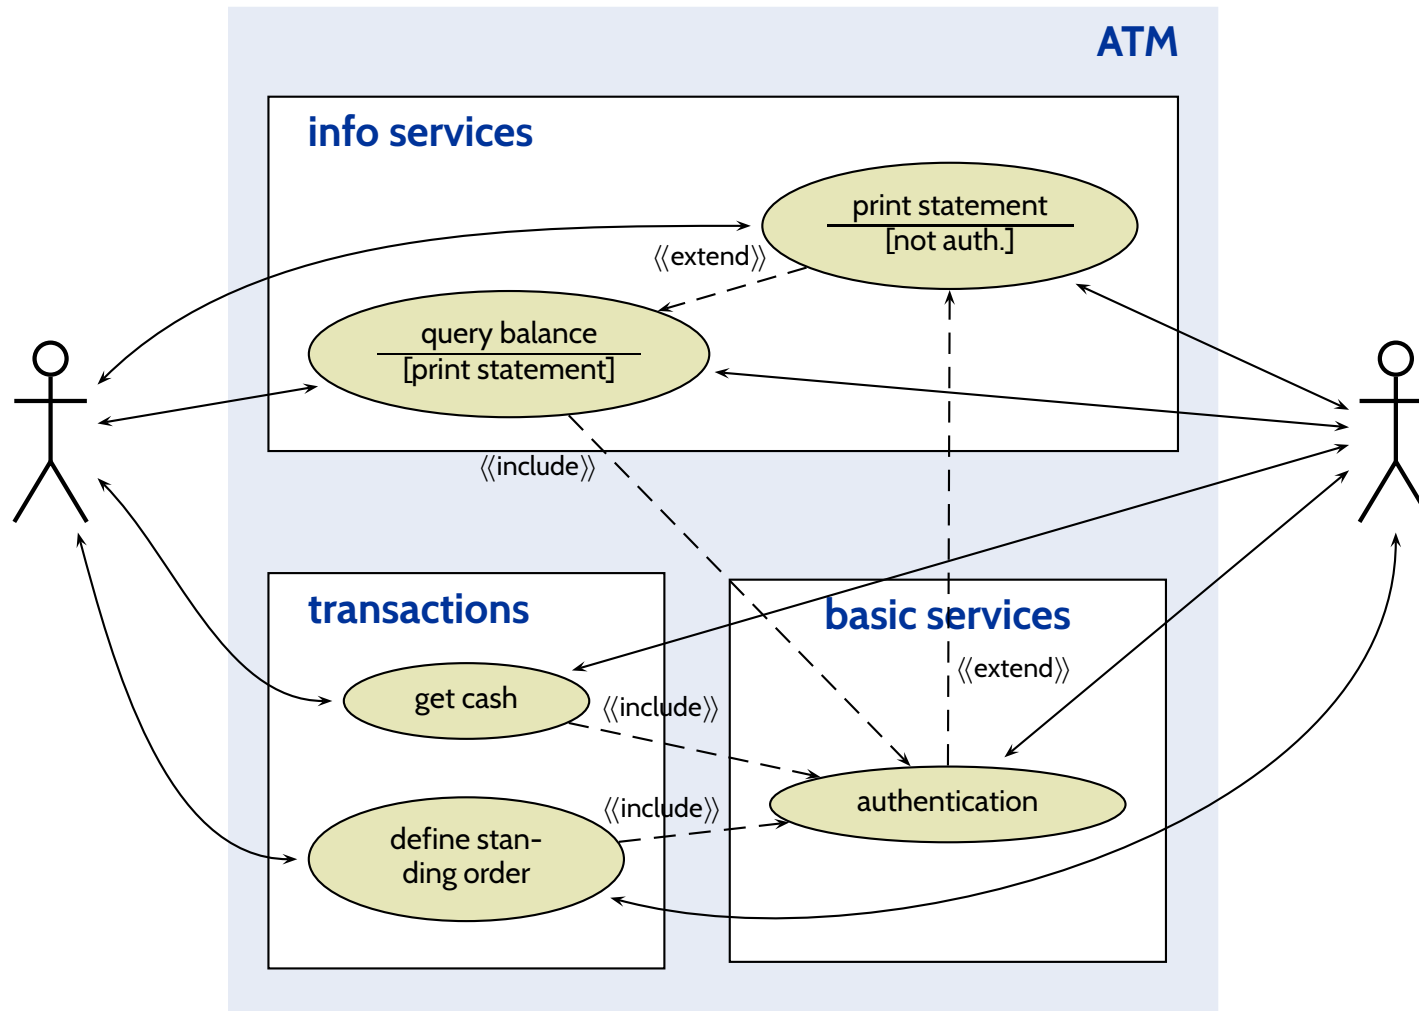 ATM
info services
print statement
[not auth.]
⟪extend⟫
query balance
[print statement]
⟪include⟫
transactions
basic services
⟪extend⟫
get cash
⟪include⟫
authentication
⟪include⟫
define stan-
ding order